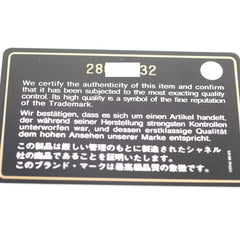 28 32
We certify the authenticity of this item and confirm
that it has been subjected to the most exacting quality
control. Its high quality is a symbol of the fine reputation
of the Trademark.
Wir bestätigen, dass es sich um einen Artikel handelt,
der während seiner Herstellung strengsten Kontrollen
unterworfen war, und dessen erstklassige Qualität
dem hohen Ansehen unserer Marke entspricht.
この製品は厳重な品質管理のもとに製造されたシャネル
社の商品であることを証明いたします。
このブランド・マークは最高級品質の象徴です。